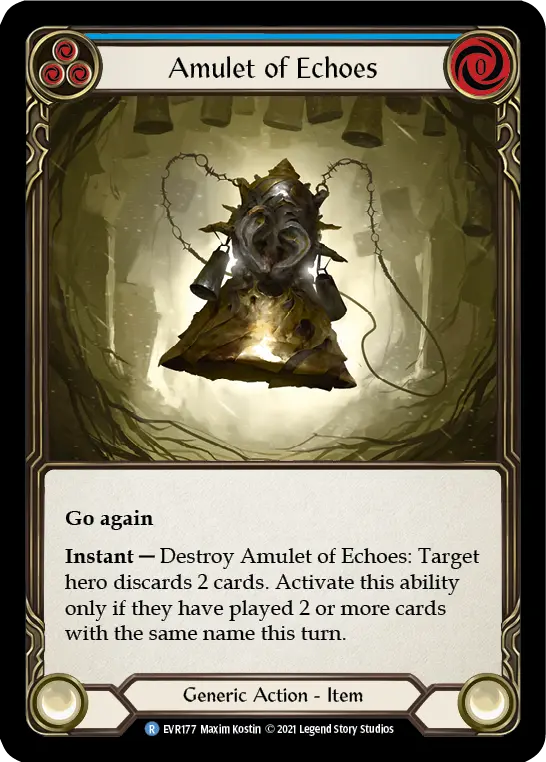 Amulet of Echoes
0
Go again
Instant — Destroy Amulet of Echoes: Target
hero discards 2 cards. Activate this ability
only if they have played 2 or more cards
with the same name this turn.
Generic Action - Item
R EVR177 Maxim Kostin © 2021 Legend Story Studios